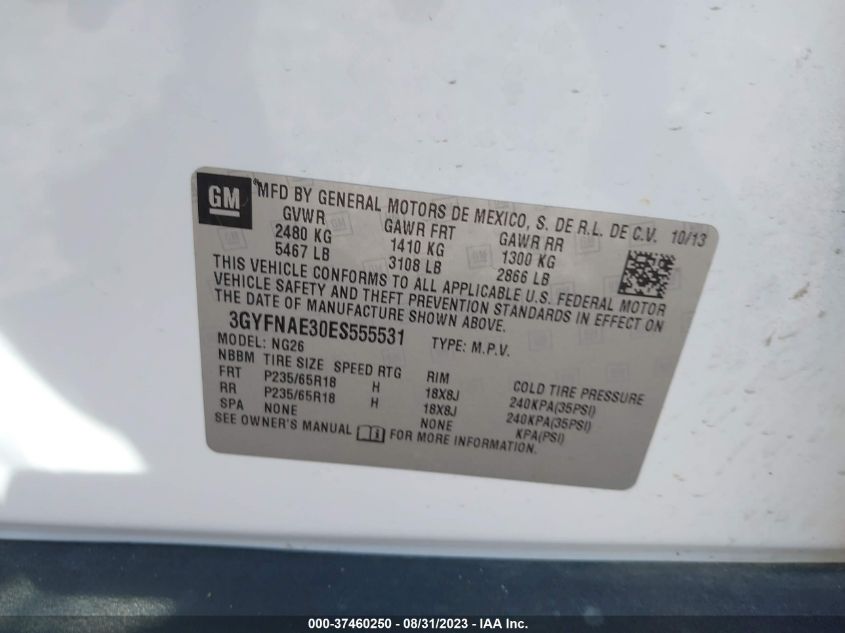 GM
MFD BY GENERAL MOTORS DE MEXICO, S. DE R.L. DE C.V. 10/13
GVWR GAWR FRT GAWR RR
2480 KG 1410 KG 1300 KG
5467 LB 3108 LB 2866 LB
THIS VEHICLE CONFORMS TO ALL APPLICABLE U.S. FEDERAL MOTOR
VEHICLE SAFETY AND THEFT PREVENTION STANDARDS IN EFFECT ON
THE DATE OF MANUFACTURE SHOWN ABOVE.
3GYFNAE30ES555531 TYPE: M.P.V.
MODEL: NG26
NBBM TIRE SIZE SPEED RTG RIM COLD TIRE PRESSURE
FRT P235/65R18 H 18X8J 240KPA(35PSI)
RR P235/65R18 H 18X8J 240KPA(35PSI)
SPA NONE NONE KPA(PSI)
SEE OWNER'S MANUAL FOR MORE INFORMATION.
000-37460250 - 08/31/2023 - IAA Inc.